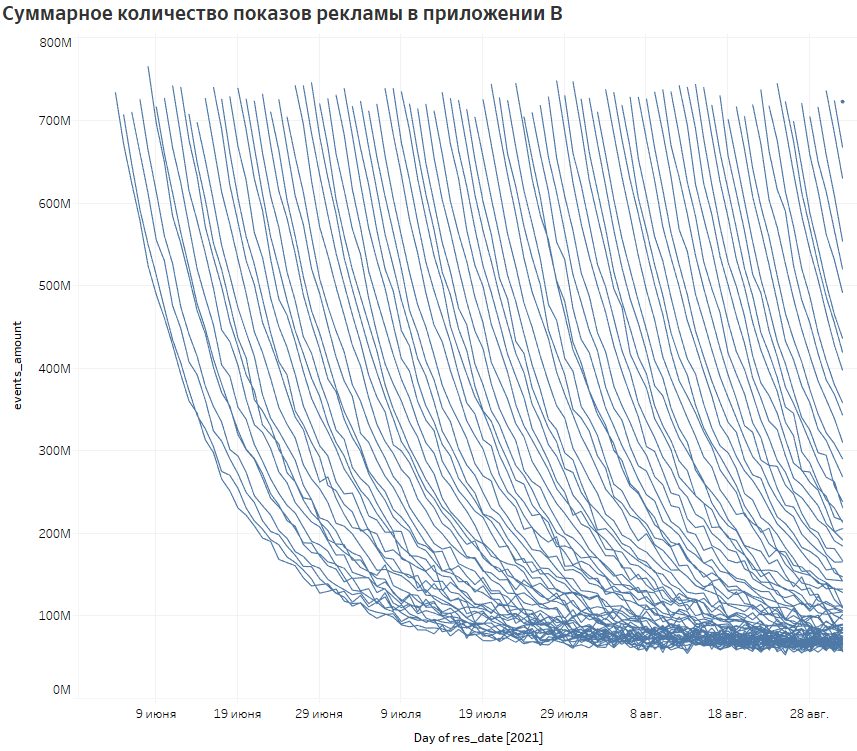 Суммарное количество показов рекламы в приложении B
800M
700M
600M
500M
400M
300M
200M
100M
0M
events_amount
9 июня
19 июня
29 июня
9 июля
19 июля
29 июля
8 авг.
18 авг.
28 авг.
Day of res_date [2021]